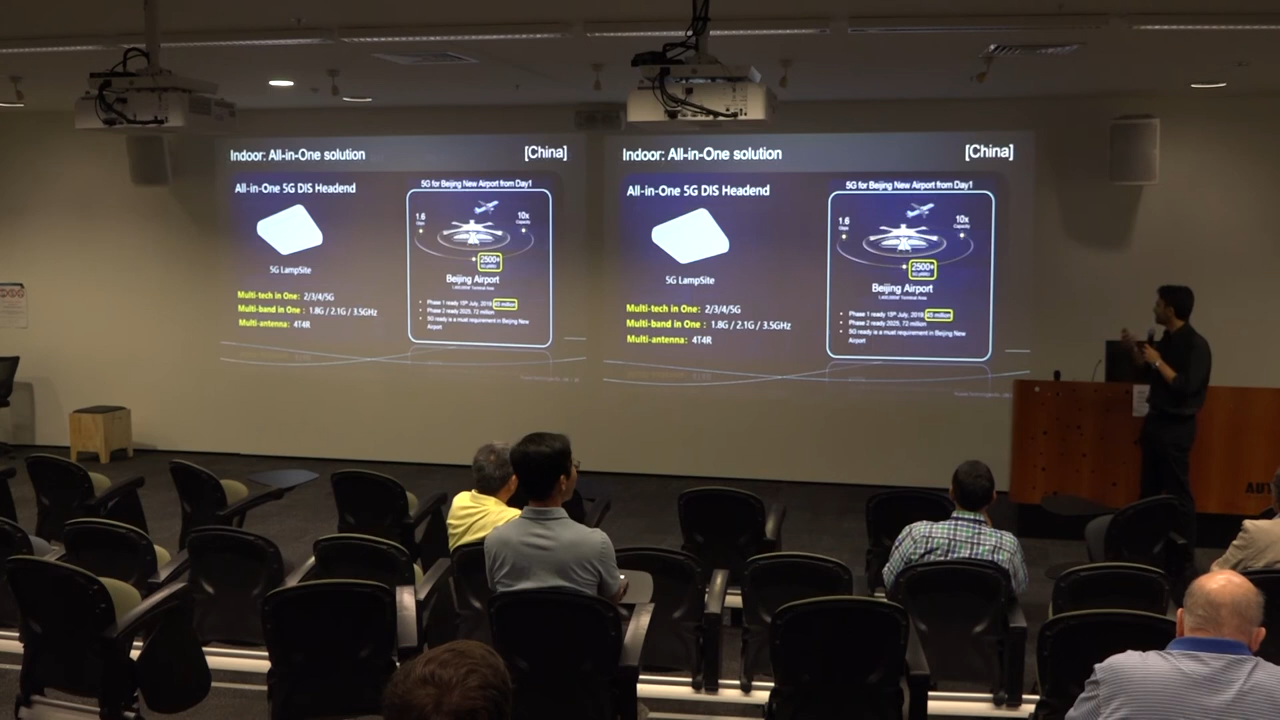 Indoor: All-in-One solution
[China]
All-in-One 5G DIS Headend
5G for Beijing New Airport from Day1
1.6
Gbps
10x
Capacity
2500+
5G LampSite
Beijing Airport
Multi-tech in One: 2/3/4/5G
Multi-band in One : 1.8G / 2.1G / 3.5GHz
Multi-antenna: 4T4R
• Phase 1 ready 15th July, 2019, 45 million
• Phase 2 ready 2025, 72 million
• 5G ready is a must requirement in Beijing New
Airport
Indoor: All-in-One solution
[China]
All-in-One 5G DIS Headend
5G for Beijing New Airport from Day1
1.6
Gbps
10x
Capacity
2500+
5G LampSite
Beijing Airport
Terminal Area
Multi-tech in One: 2/3/4/5G
Multi-band in One : 1.8G / 2.1G / 3.5GHz
Multi-antenna: 4T4R
• Phase 1 ready 15th July, 2019, 45 million
• Phase 2 ready 2025, 72 million
• 5G ready is a must requirement in Beijing New
Airport
AUT